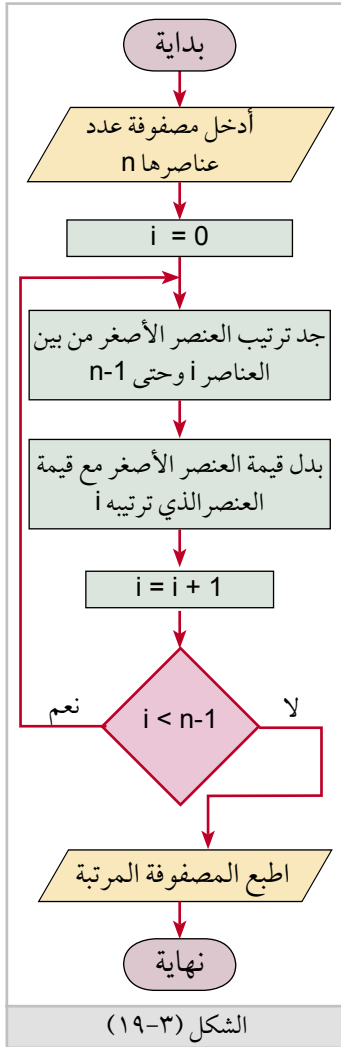 بداية
أدخل مصفوفة عدد
عناصرها n
i = 0
جد ترتيب العنصر الأصغر من بين
العناصر i وحتى n-1
بدل قيمة العنصر الأصغر مع قيمة
العنصر الذي ترتيبه i
i = i + 1
i < n-1
نعم
لا
اطبع المصفوفة المرتبة
نهاية
الشكل (٣-١٩)